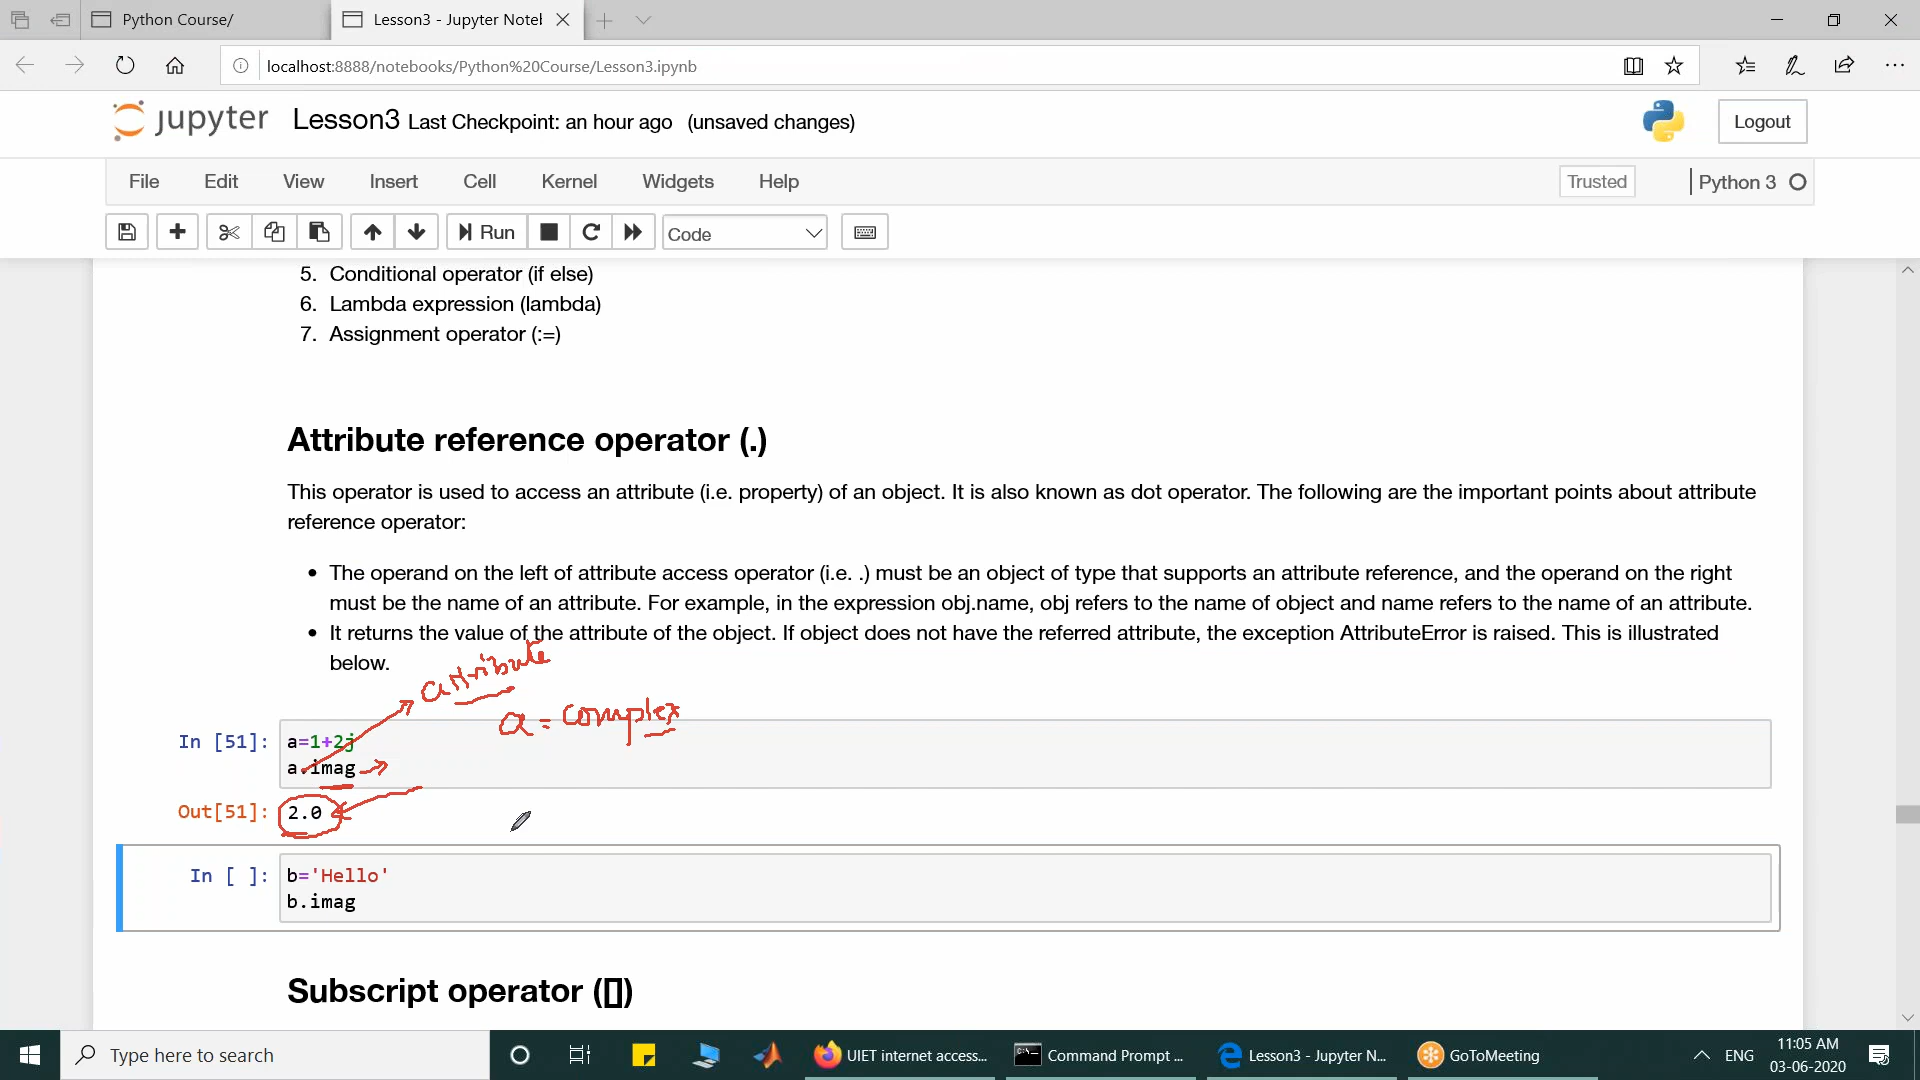 Python Course/
Lesson3 - Jupyter Notel
localhost:8888/notebooks/Python%20Course/Lesson3.ipynb
jupyter Lesson3 Last Checkpoint: an hour ago (unsaved changes)
Logout
File Edit View Insert Cell Kernel Widgets Help
Trusted
Python 3
Run
Code
5. Conditional operator (if else)
6. Lambda expression (lambda)
7. Assignment operator (:=)
Attribute reference operator (.)
This operator is used to access an attribute (i.e. property) of an object. It is also known as dot operator. The following are the important points about attribute
reference operator:
• The operand on the left of attribute access operator (i.e. .) must be an object of type that supports an attribute reference, and the operand on the right
must be the name of an attribute. For example, in the expression obj.name, obj refers to the name of object and name refers to the name of an attribute.
• It returns the value of the attribute of the object. If object does not have the referred attribute, the exception AttributeError is raised. This is illustrated
below.
attribute
a = complex
In [51]: a=1+2j
a.imag
Out[51]: 2.0
In [ ]: b='Hello'
b.imag
Subscript operator ([])
Type here to search
UIET internet access...
Command Prompt ...
Lesson3 - Jupyter N...
GoToMeeting
ENG
11:05 AM
03-06-2020